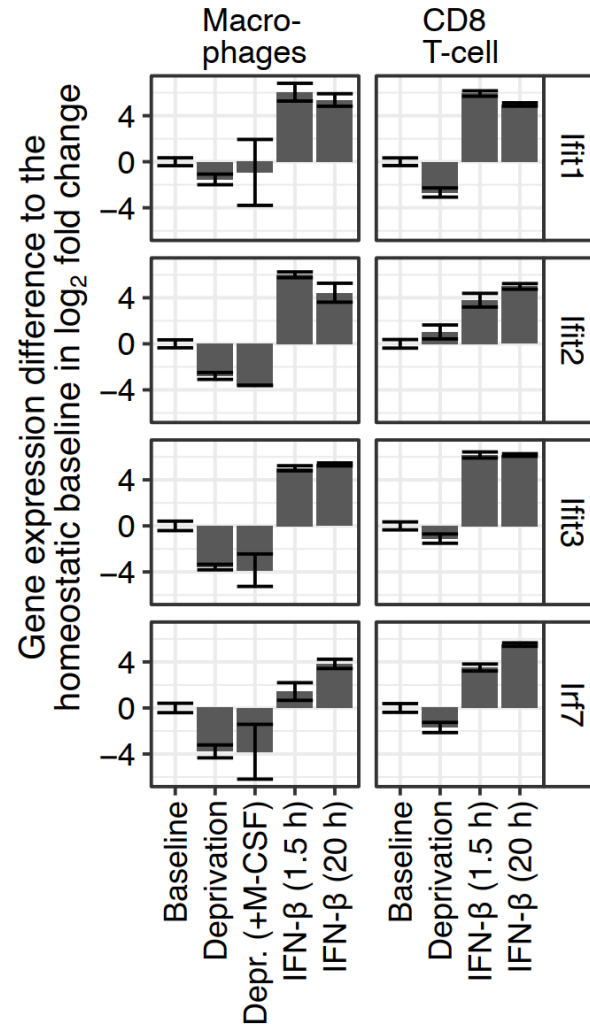 Macro-
phages
CD8
T-cell
Gene expression difference to the
homeostatic baseline in log₂ fold change
4
0
−4
Ifit1
4
0
−4
Ifit2
4
0
−4
Ifit3
4
0
−4
Irf7
Baseline
Deprivation
Depr. (+M-CSF)
IFN-β (1.5 h)
IFN-β (20 h)
Baseline
Deprivation
IFN-β (1.5 h)
IFN-β (20 h)